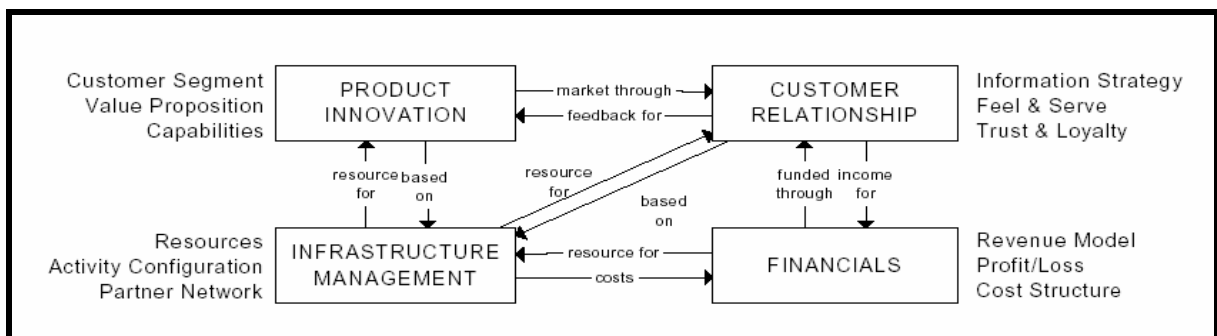 Customer Segment
Value Proposition
Capabilities
PRODUCT
INNOVATION
market through
feedback for
CUSTOMER
RELATIONSHIP
Information Strategy
Feel & Serve
Trust & Loyalty
resource
for
based
on
resource
for
based
on
funded
through
income
for
Resources
Activity Configuration
Partner Network
INFRASTRUCTURE
MANAGEMENT
resource for
costs
FINANCIALS
Revenue Model
Profit/Loss
Cost Structure